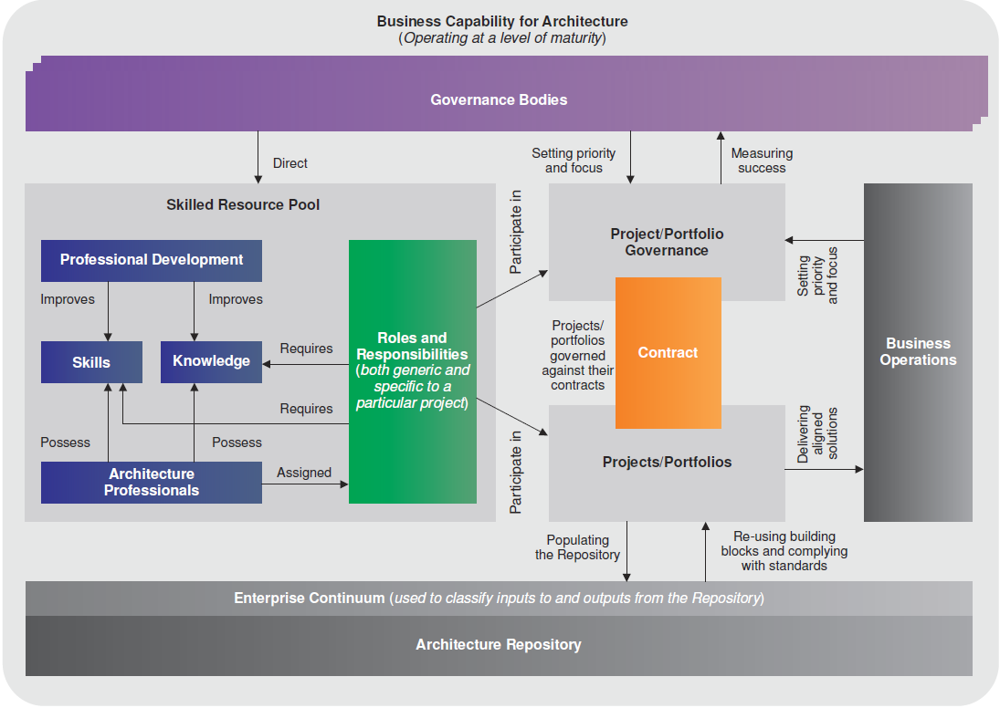 Business Capability for Architecture
(Operating at a level of maturity)
Governance Bodies
Direct
Setting priority
and focus
Measuring
success
Skilled Resource Pool
Professional Development
Improves
Improves
Skills
Knowledge
Requires
Requires
Possess
Possess
Architecture
Professionals
Assigned
Roles and
Responsibilities
(both generic and
specific to a
particular project)
Participate in
Participate in
Project/Portfolio
Governance
Projects/
portfolios
governed
against their
contracts
Contract
Projects/Portfolios
Setting
priority
and focus
Delivering
aligned
solutions
Business
Operations
Populating
the Repository
Re-using building
blocks and complying
with standards
Enterprise Continuum (used to classify inputs to and outputs from the Repository)
Architecture Repository